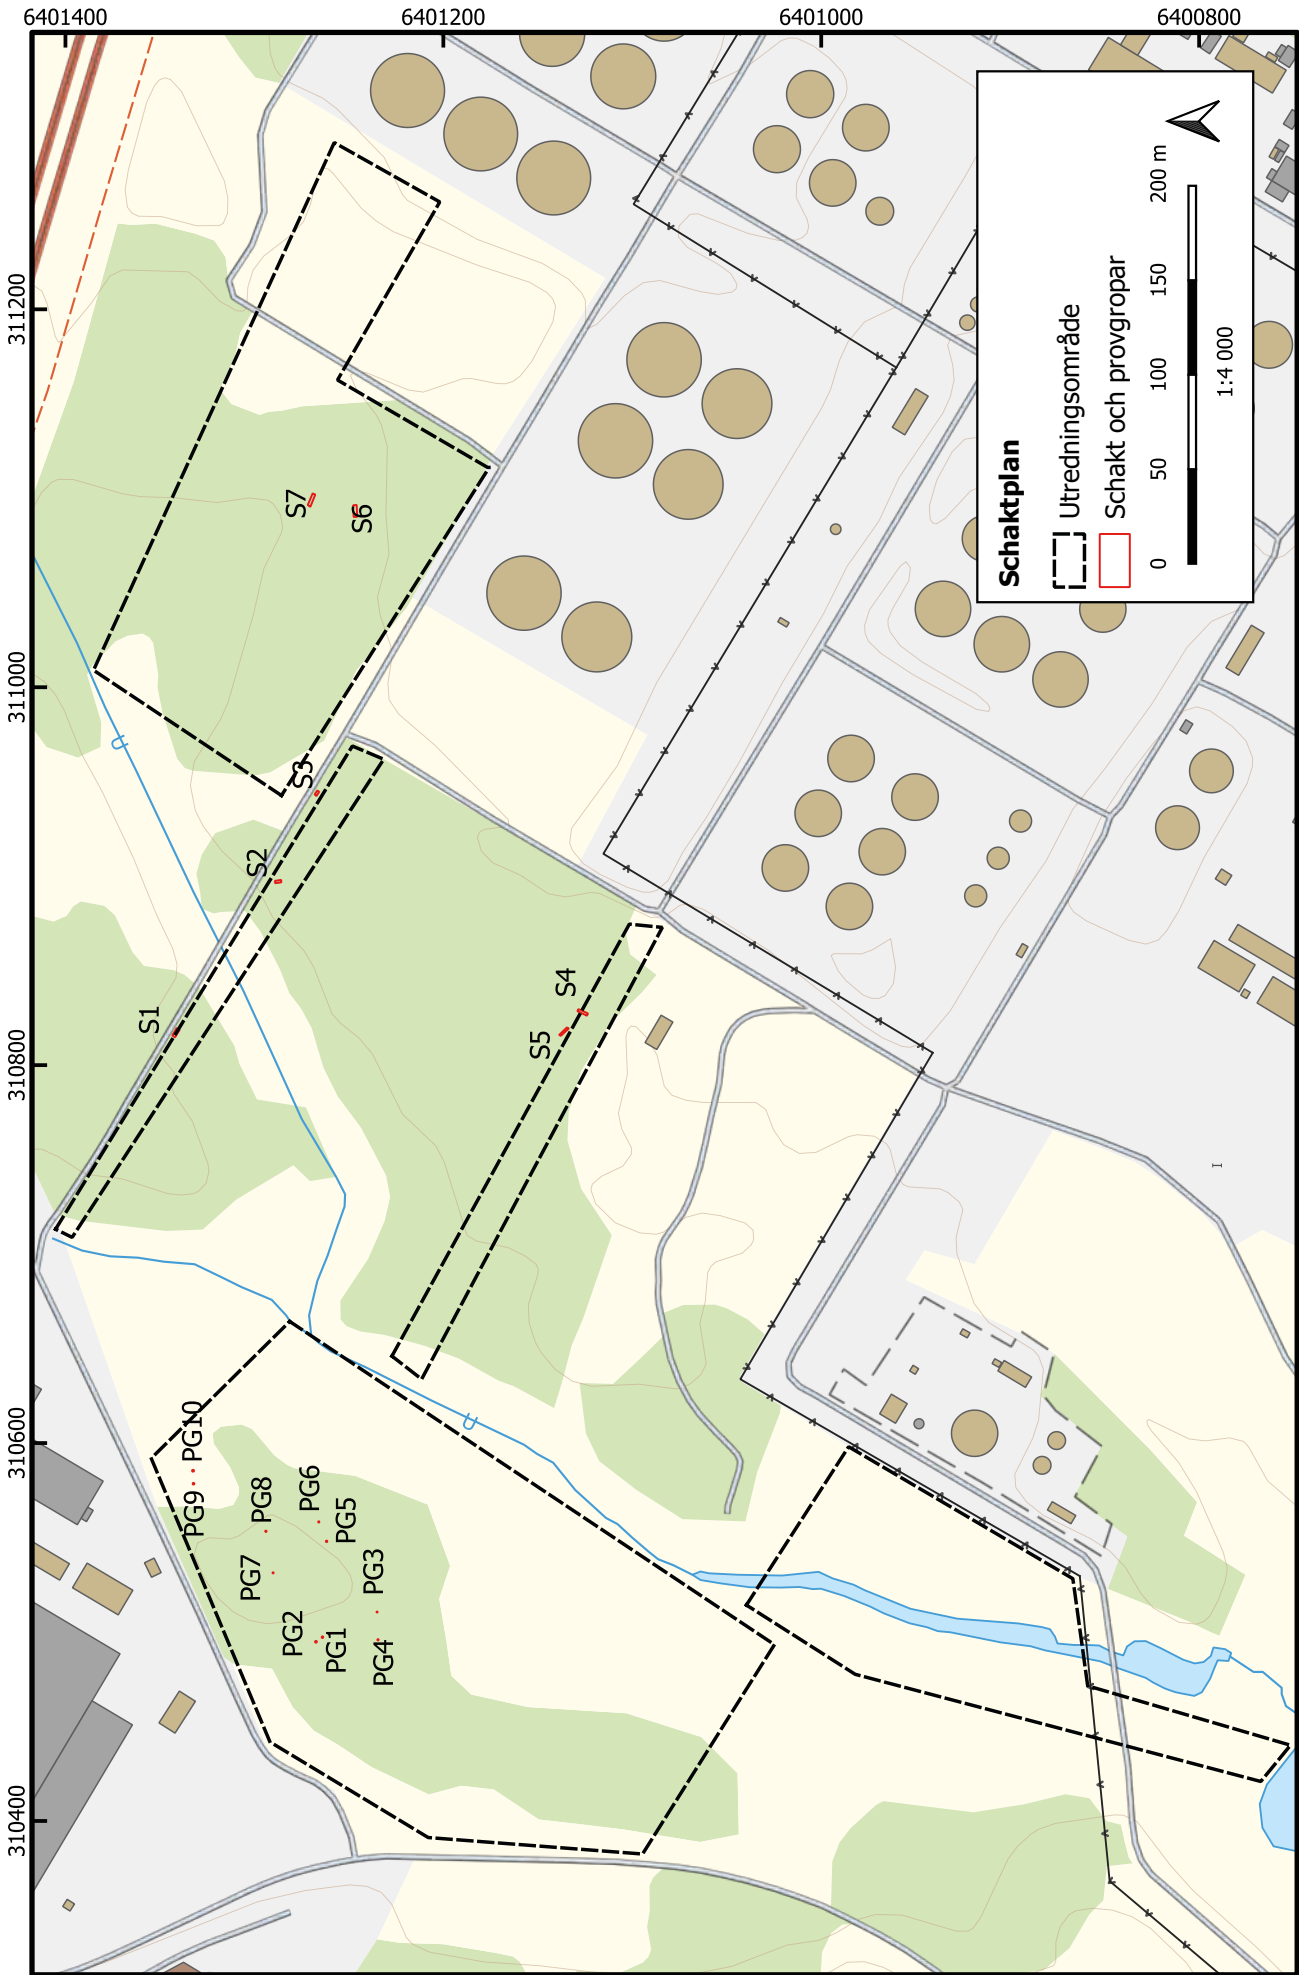 6401400
6401200
6401000
6400800
311200
311000
310800
310600
310400
S7
S6
S3
S2
S1
S4
S5
PG10
PG9
PG8
PG6
PG5
PG7
PG3
PG2
PG1
PG4
Schaktplan
Utredningsområde
Schakt och provgropar
0 50 100 150 200 m
1:4 000